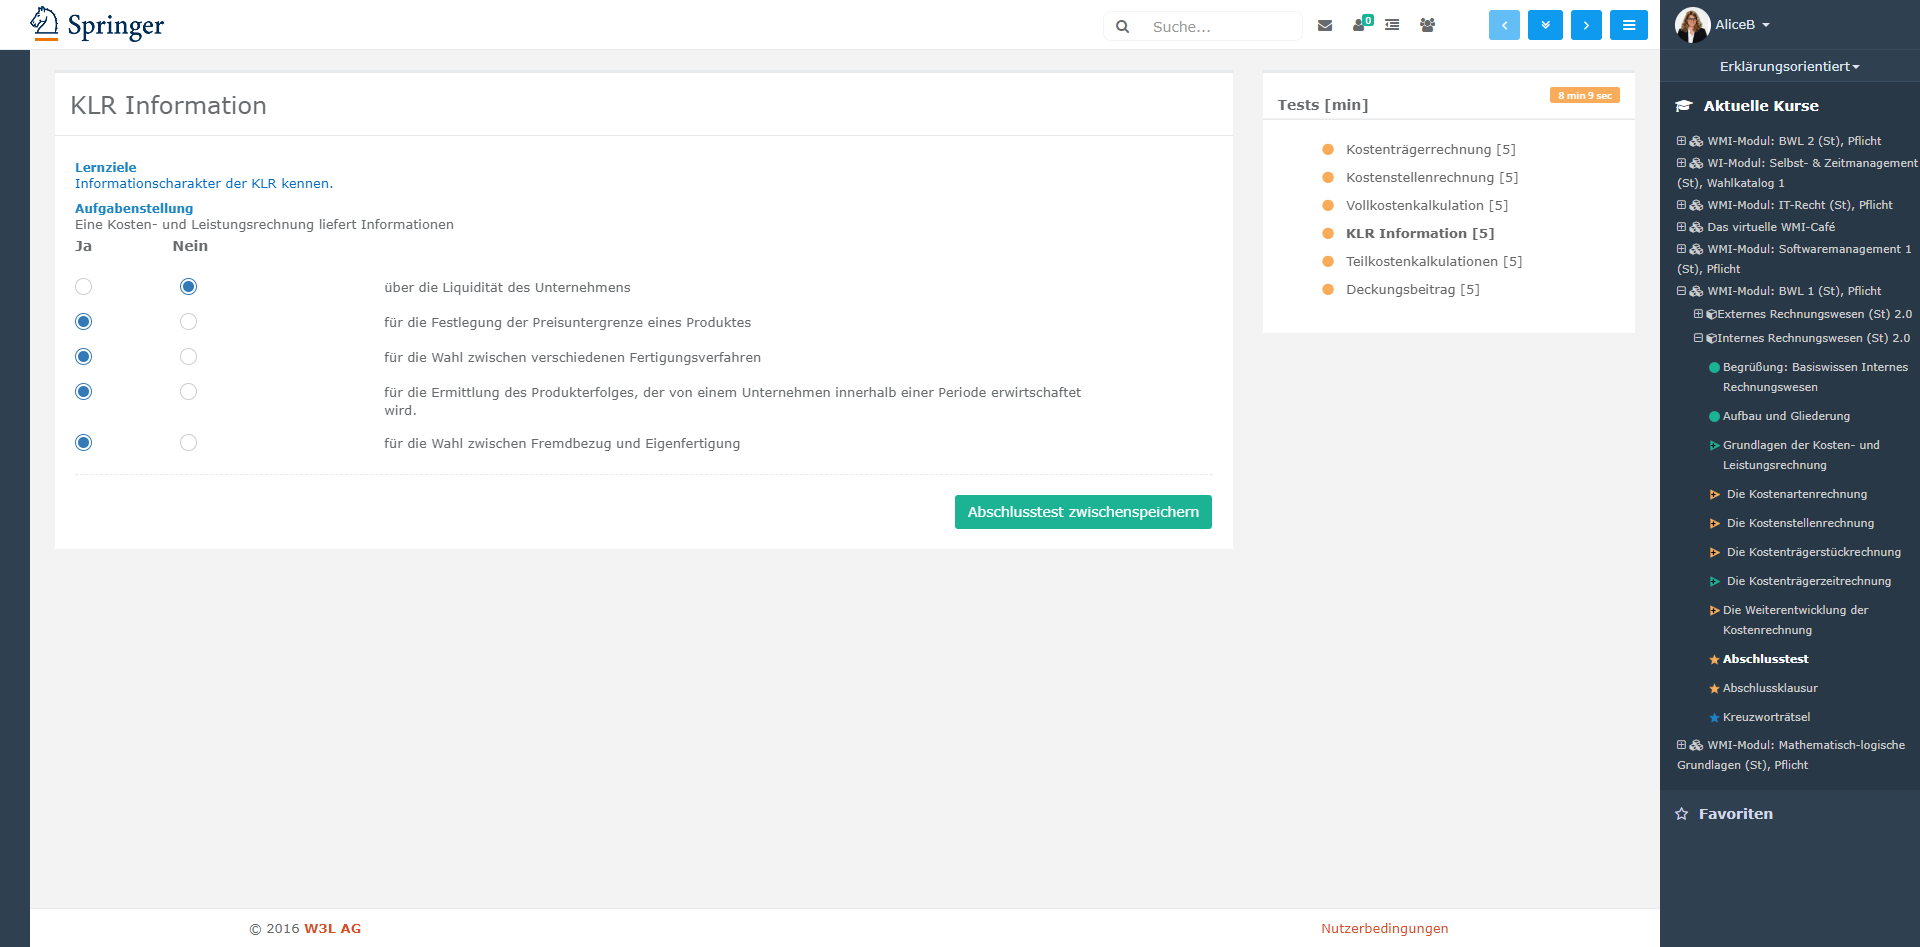 Springer
Suche...
0
AliceB
Erklärungsorientiert
KLR Information
Lernziele
Informationscharakter der KLR kennen.
Aufgabenstellung
Eine Kosten- und Leistungsrechnung liefert Informationen
Ja Nein
über die Liquidität des Unternehmens
für die Festlegung der Preisuntergrenze eines Produktes
für die Wahl zwischen verschiedenen Fertigungsverfahren
für die Ermittlung des Produkterfolges, der von einem Unternehmen innerhalb einer Periode erwirtschaftet
wird.
für die Wahl zwischen Fremdbezug und Eigenfertigung
Abschlusstest zwischenspeichern
Tests [min]
8 min 9 sec
Kostenträgerrechnung [5]
Kostenstellenrechnung [5]
Vollkostenkalkulation [5]
KLR Information [5]
Teilkostenkalkulationen [5]
Deckungsbeitrag [5]
Aktuelle Kurse
WMI-Modul: BWL 2 (St), Pflicht
WI-Modul: Selbst- & Zeitmanagement
(St), Wahlkatalog 1
WMI-Modul: IT-Recht (St), Pflicht
Das virtuelle WMI-Café
WMI-Modul: Softwaremanagement 1
(St), Pflicht
WMI-Modul: BWL 1 (St), Pflicht
Externes Rechnungswesen (St) 2.0
Internes Rechnungswesen (St) 2.0
Begrüßung: Basiswissen Internes
Rechnungswesen
Aufbau und Gliederung
Grundlagen der Kosten- und
Leistungsrechnung
Die Kostenartenrechnung
Die Kostenstellenrechnung
Die Kostenträgerstückrechnung
Die Kostenträgerzeitrechnung
Die Weiterentwicklung der
Kostenrechnung
Abschlusstest
Abschlussklausur
Kreuzworträtsel
WMI-Modul: Mathematisch-logische
Grundlagen (St), Pflicht
Favoriten
© 2016 W3L AG
Nutzerbedingungen